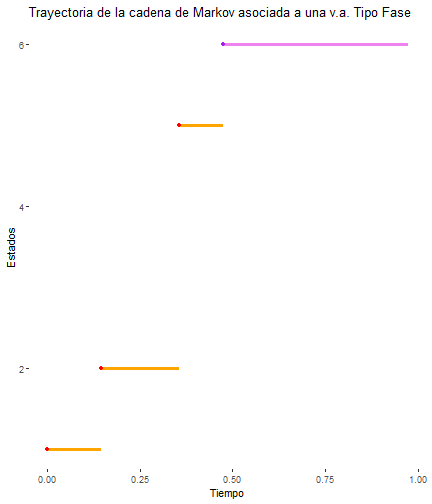 Trayectoria de la cadena de Markov asociada a una v.a. Tipo Fase
6
4
2
Estados
0.00 0.25 0.50 0.75 1.00
Tiempo